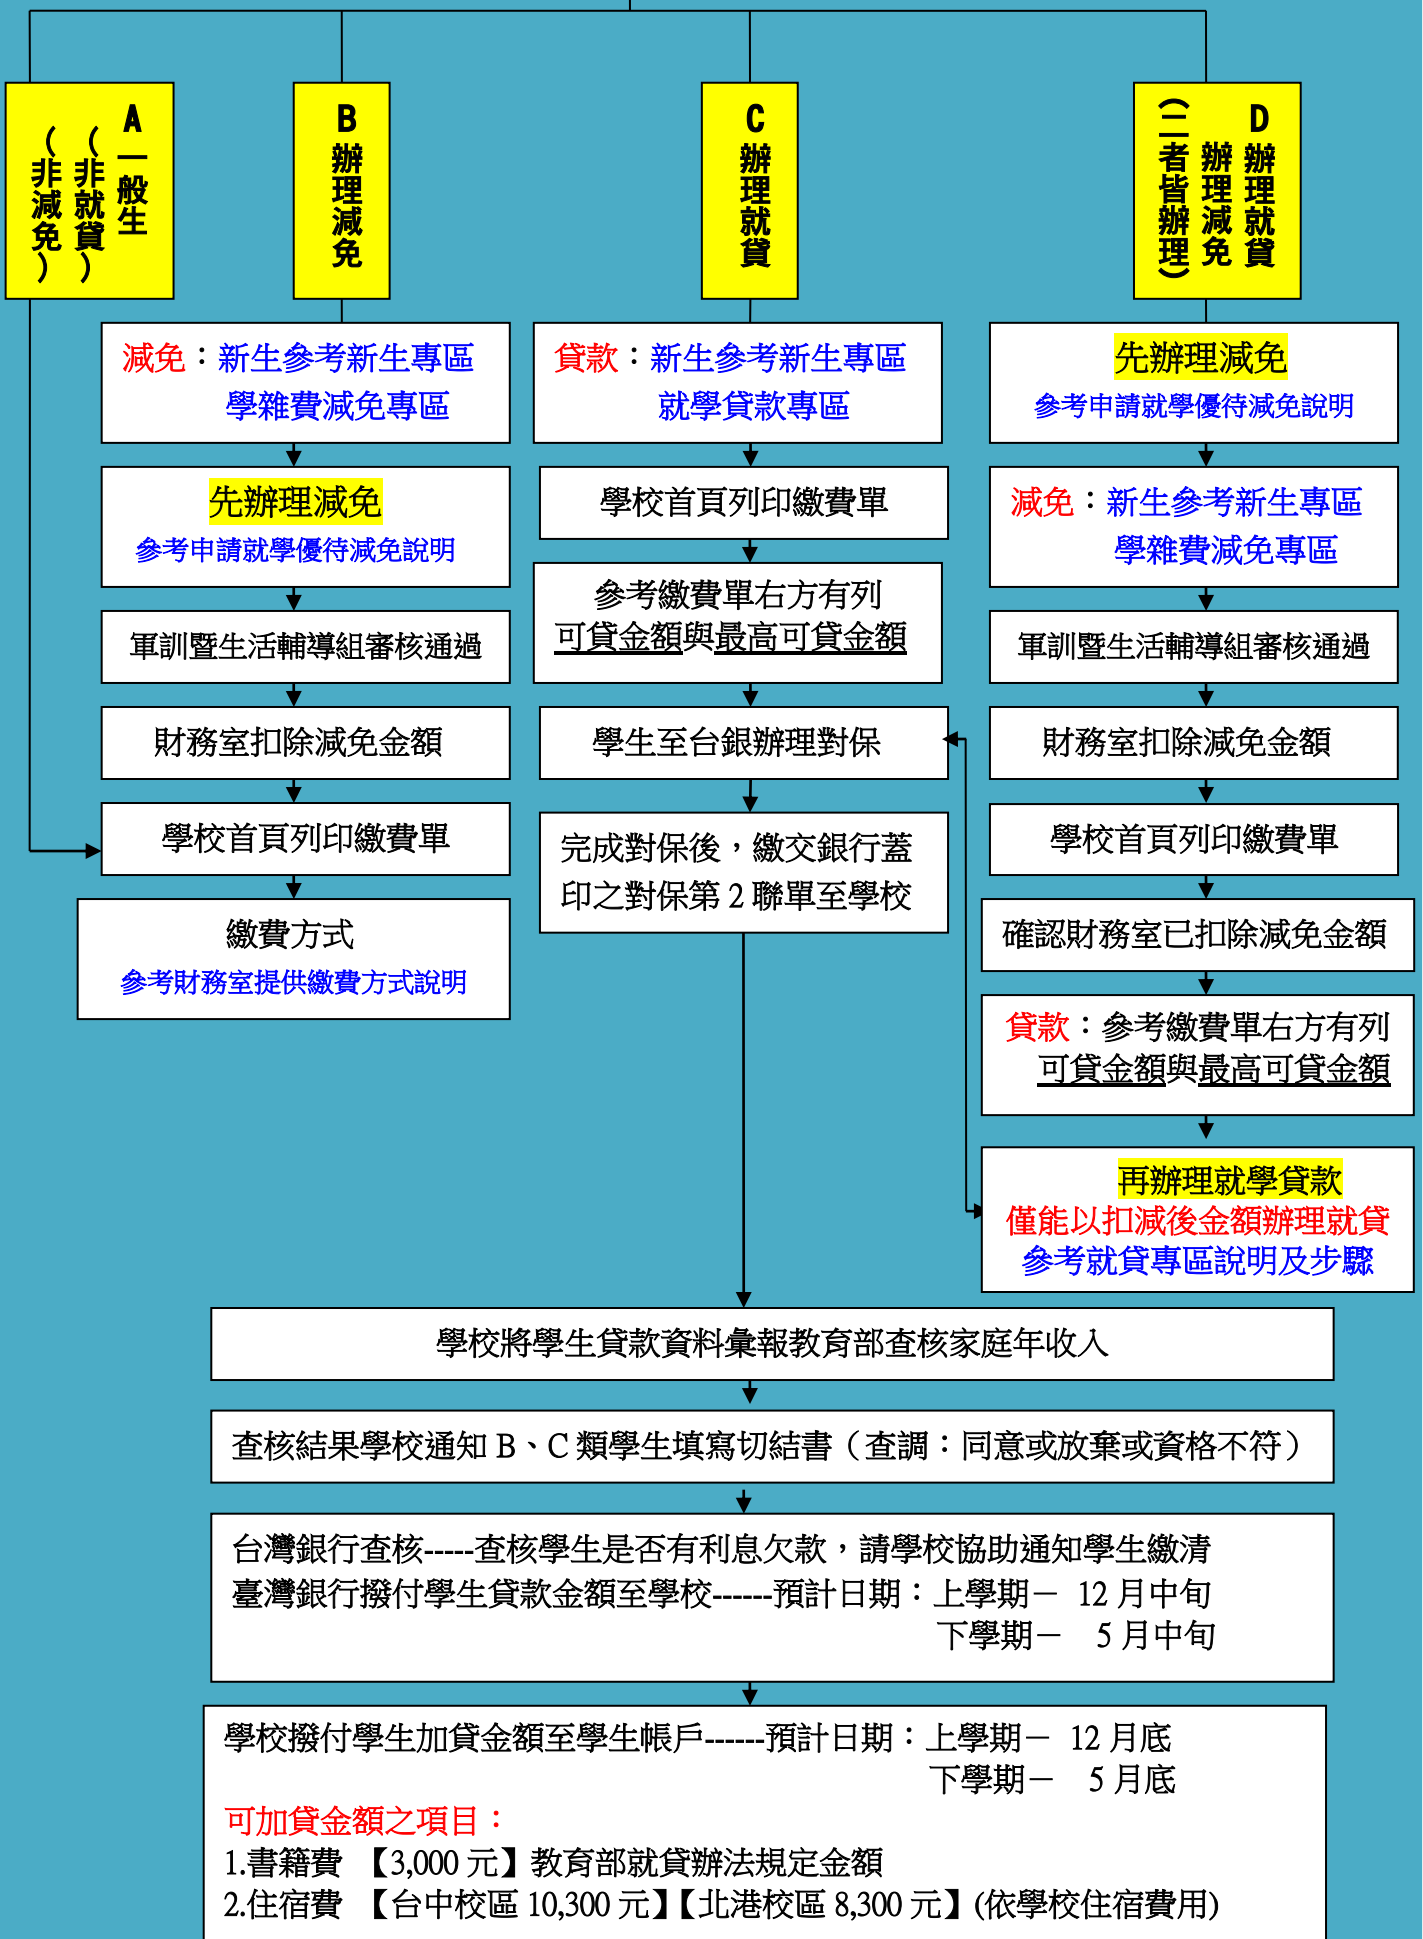 A一般生
（非就貸）
（非減免）
B辦理減免
C辦理就貸
D辦理就貸
辦理減免
（二者皆辦理）
減免：新生參考新生專區
學雜費減免專區
先辦理減免
參考申請就學優待減免說明
軍訓暨生活輔導組審核通過
財務室扣除減免金額
學校首頁列印繳費單
繳費方式
參考財務室提供繳費方式說明
貸款：新生參考新生專區
就學貸款專區
學校首頁列印繳費單
參考繳費單右方有列
可貸金額與最高可貸金額
學生至台銀辦理對保
完成對保後，繳交銀行蓋
印之對保第 2 聯單至學校
先辦理減免
參考申請就學優待減免說明
減免：新生參考新生專區
學雜費減免專區
軍訓暨生活輔導組審核通過
財務室扣除減免金額
學校首頁列印繳費單
確認財務室已扣除減免金額
貸款：參考繳費單右方有列
可貸金額與最高可貸金額
再辦理就學貸款
僅能以扣減後金額辦理就貸
參考就貸專區說明及步驟
學校將學生貸款資料彙報教育部查核家庭年收入
查核結果學校通知 B、C 類學生填寫切結書（查調：同意或放棄或資格不符）
台灣銀行查核-----查核學生是否有利息欠款，請學校協助通知學生繳清
臺灣銀行撥付學生貸款金額至學校------預計日期：上學期－ 12 月中旬
下學期－ 5 月中旬
學校撥付學生加貸金額至學生帳戶------預計日期：上學期－ 12 月底
下學期－ 5 月底
可加貸金額之項目：
1.書籍費 【3,000 元】教育部就貸辦法規定金額
2.住宿費 【台中校區 10,300 元】【北港校區 8,300 元】(依學校住宿費用)